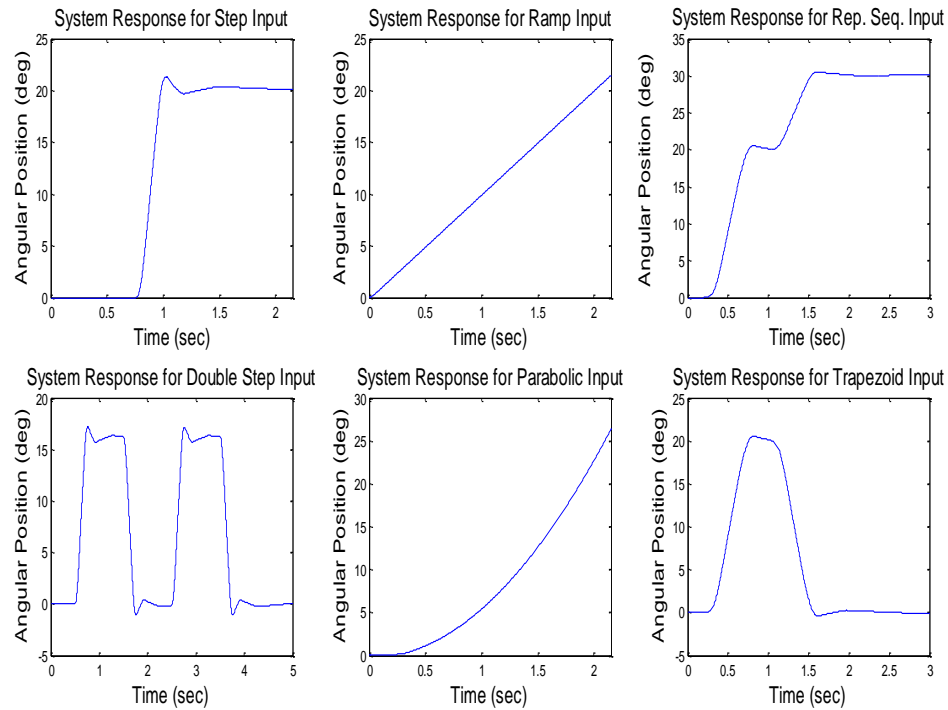 System Response for Step Input
25
20
15
10
5
0
Angular Position (deg)
0 0.5 1 1.5 2
Time (sec)
System Response for Ramp Input
25
20
15
10
5
0
Angular Position (deg)
0 0.5 1 1.5 2
Time (sec)
System Response for Rep. Seq. Input
35
30
25
20
15
10
5
0
Angular Position (deg)
0 0.5 1 1.5 2 2.5 3
Time (sec)
System Response for Double Step Input
20
15
10
5
0
-5
Angular Position (deg)
0 1 2 3 4 5
Time (sec)
System Response for Parabolic Input
30
25
20
15
10
5
0
Angular Position (deg)
0 0.5 1 1.5 2
Time (sec)
System Response for Trapezoid Input
25
20
15
10
5
0
-5
Angular Position (deg)
0 0.5 1 1.5 2 2.5 3
Time (sec)